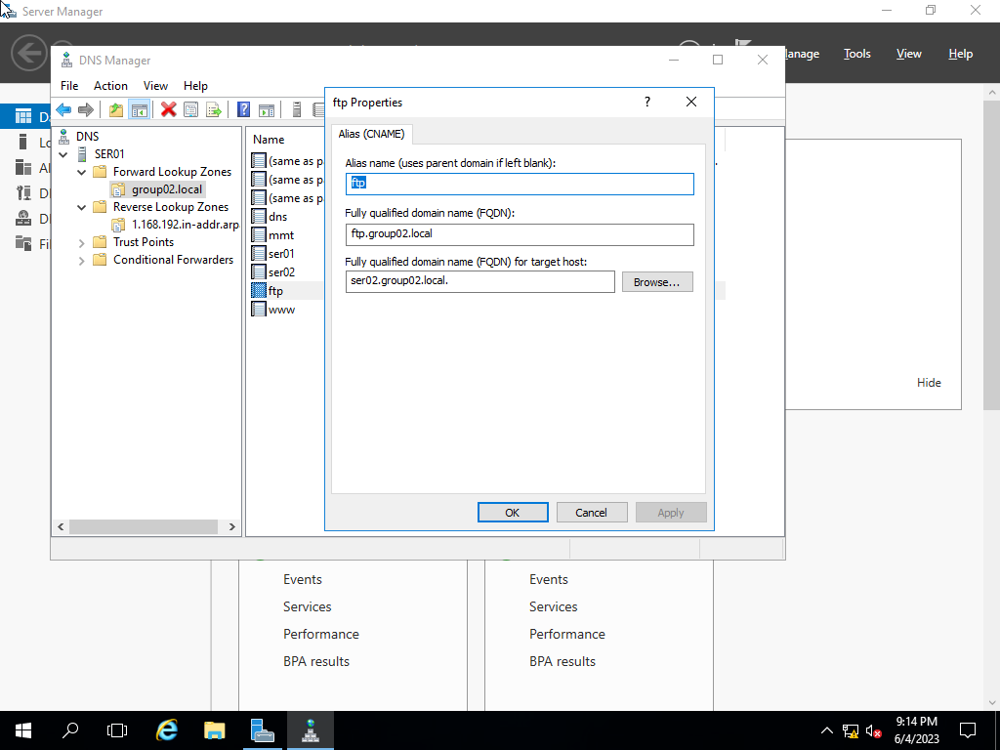 Server Manager
Manage Tools View Help
DNS Manager
File Action View Help
DNS
SER01
Forward Lookup Zones
group02.local
Reverse Lookup Zones
1.168.192.in-addr.arp
Trust Points
Conditional Forwarders
Name
(same as p
(same as p
(same as p
dns
mmt
ser01
ser02
ftp
www
ftp Properties
?
Alias (CNAME)
Alias name (uses parent domain if left blank):
ftp
Fully qualified domain name (FQDN):
ftp.group02.local
Fully qualified domain name (FQDN) for target host:
ser02.group02.local.
Browse...
OK Cancel Apply
Hide
Events
Services
Performance
BPA results
Events
Services
Performance
BPA results
9:14 PM
6/4/2023